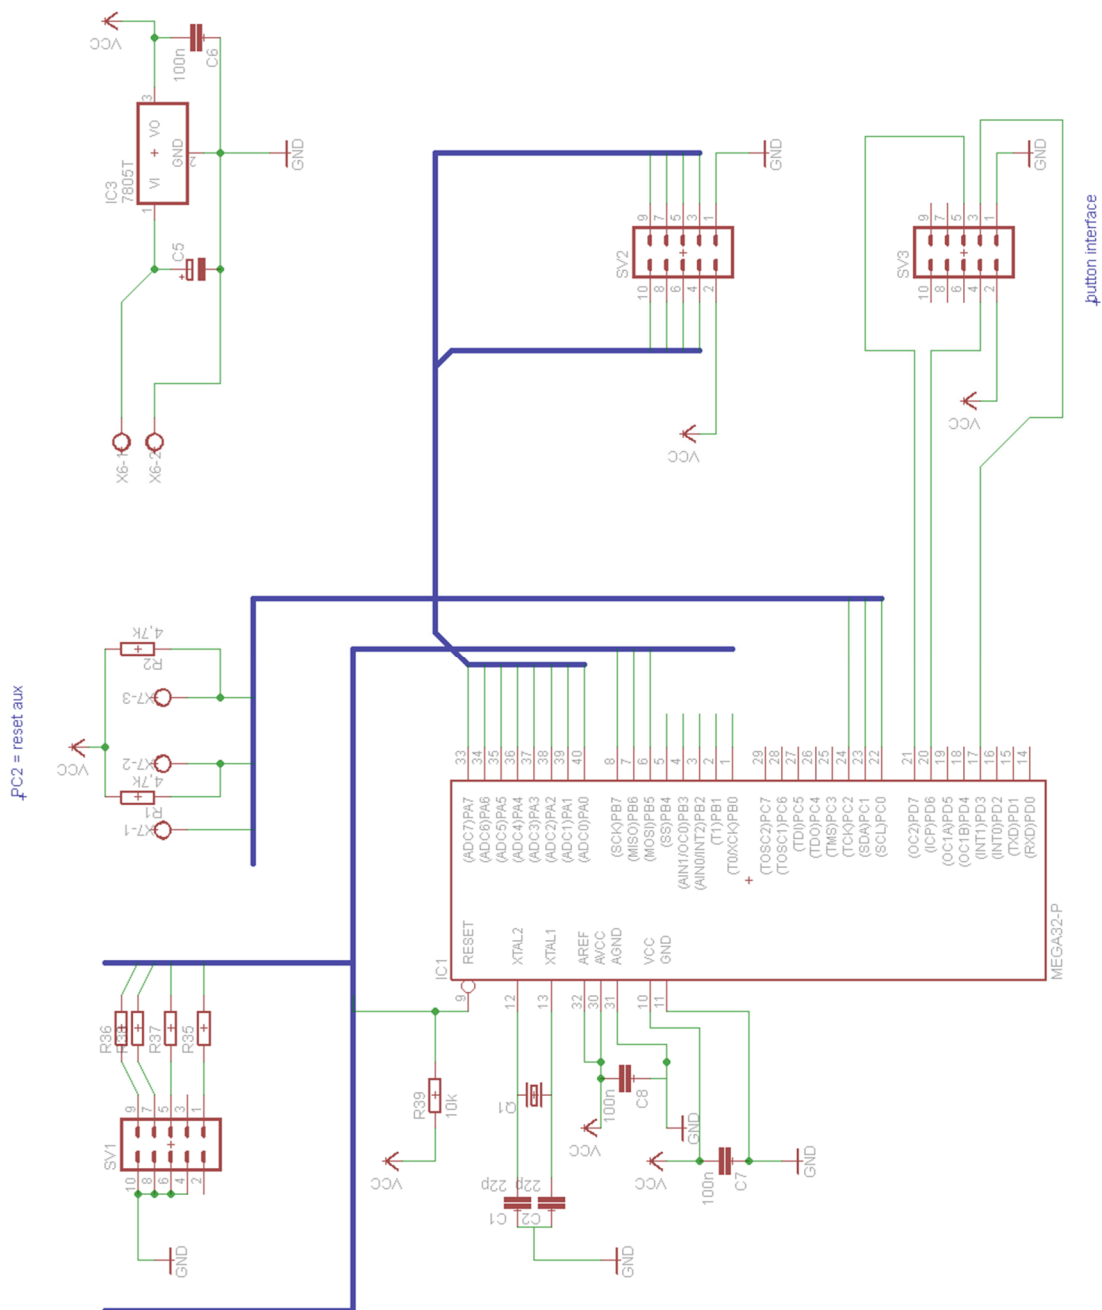 VCC
100n
C6
3
VO
GND
2
VI
1
IC3
7805T
GND
C5
+
X6-1
X6-2
GND
9
7
5
3
1
SV2
10
8
6
4
2
VCC
GND
9
7
5
3
1
SV3
10
8
6
4
2
VCC
button interface
PC2 = reset aux
4,7k
R2
X7-3
VCC
X7-2
4,7k
R1
X7-1
33
34
35
36
37
38
39
40
8
7
6
5
4
3
2
1
29
28
27
26
25
24
23
22
21
20
19
18
17
16
15
14
(ADC7)PA7
(ADC6)PA6
(ADC5)PA5
(ADC4)PA4
(ADC3)PA3
(ADC2)PA2
(ADC1)PA1
(ADC0)PA0
(SCK)PB7
(MISO)PB6
(MOSI)PB5
(SS)PB4
(AIN1/OC0)PB3
(AIN0/INT2)PB2
(T1)PB1
(T0/XCK)PB0
(TOSC2)PC7
(TOSC1)PC6
(TDI)PC5
(TDO)PC4
(TMS)PC3
(TCK)PC2
(SDA)PC1
(SCL)PC0
(OC2)PD7
(ICP)PD6
(OC1A)PD5
(OC1B)PD4
(INT1)PD3
(INT0)PD2
(TXD)PD1
(RXD)PD0
IC1
RESET
XTAL2
XTAL1
AREF
AVCC
AGND
VCC
GND
MEGA32-P
9
12
13
32
30
31
10
11
R36
R37
R35
9
7
5
3
1
SV1
10
8
6
4
2
GND
R39
10k
VCC
Q1
22p
22p
C1
C2
GND
100n
C8
VCC
GND
VCC
100n
C7
GND